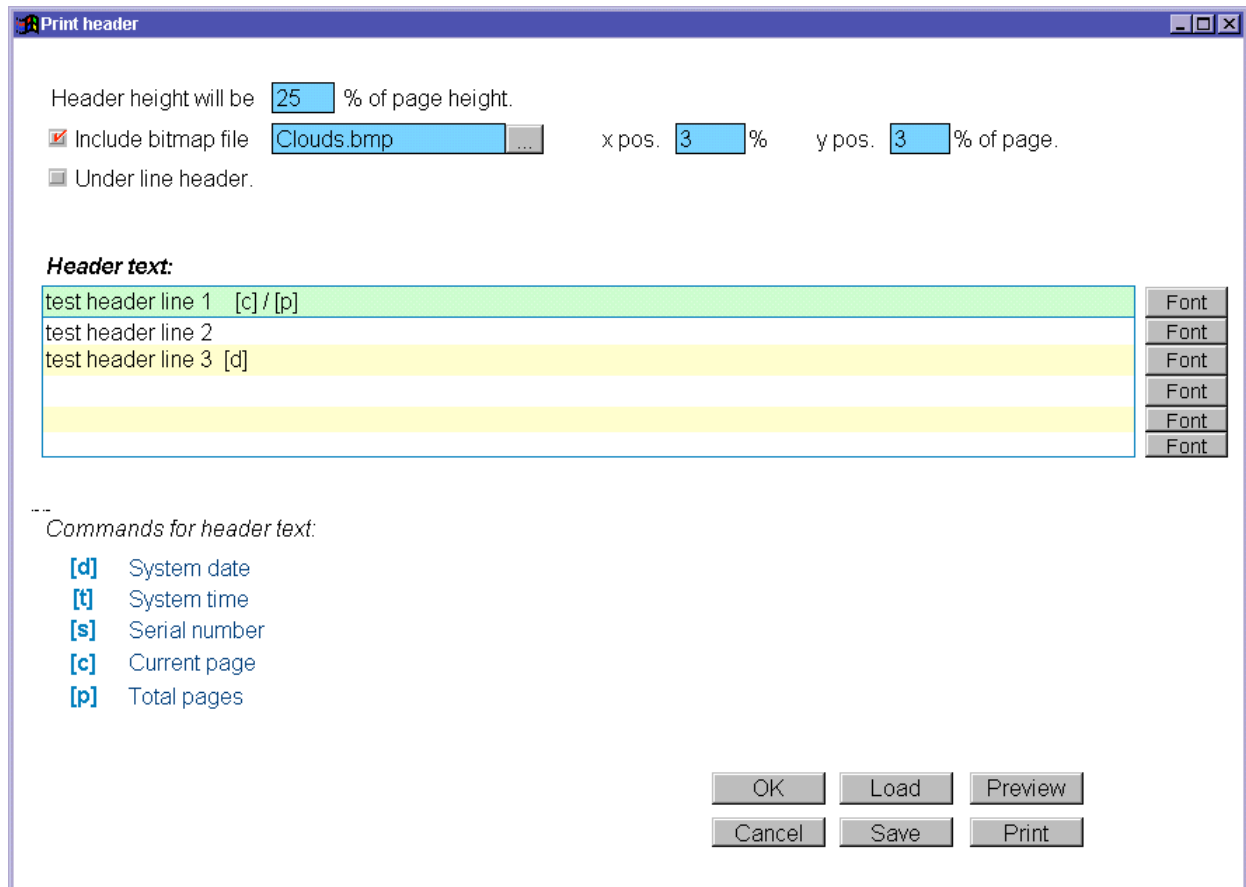 Print header
Header height will be 25 % of page height.
Include bitmap file Clouds.bmp ... x pos. 3 % y pos. 3 % of page.
Under line header.
Header text:
test header line 1 [c] / [p] Font
test header line 2 Font
test header line 3 [d] Font
Font
Font
Font
Commands for header text:
[d] System date
[t] System time
[s] Serial number
[c] Current page
[p] Total pages
OK Load Preview
Cancel Save Print